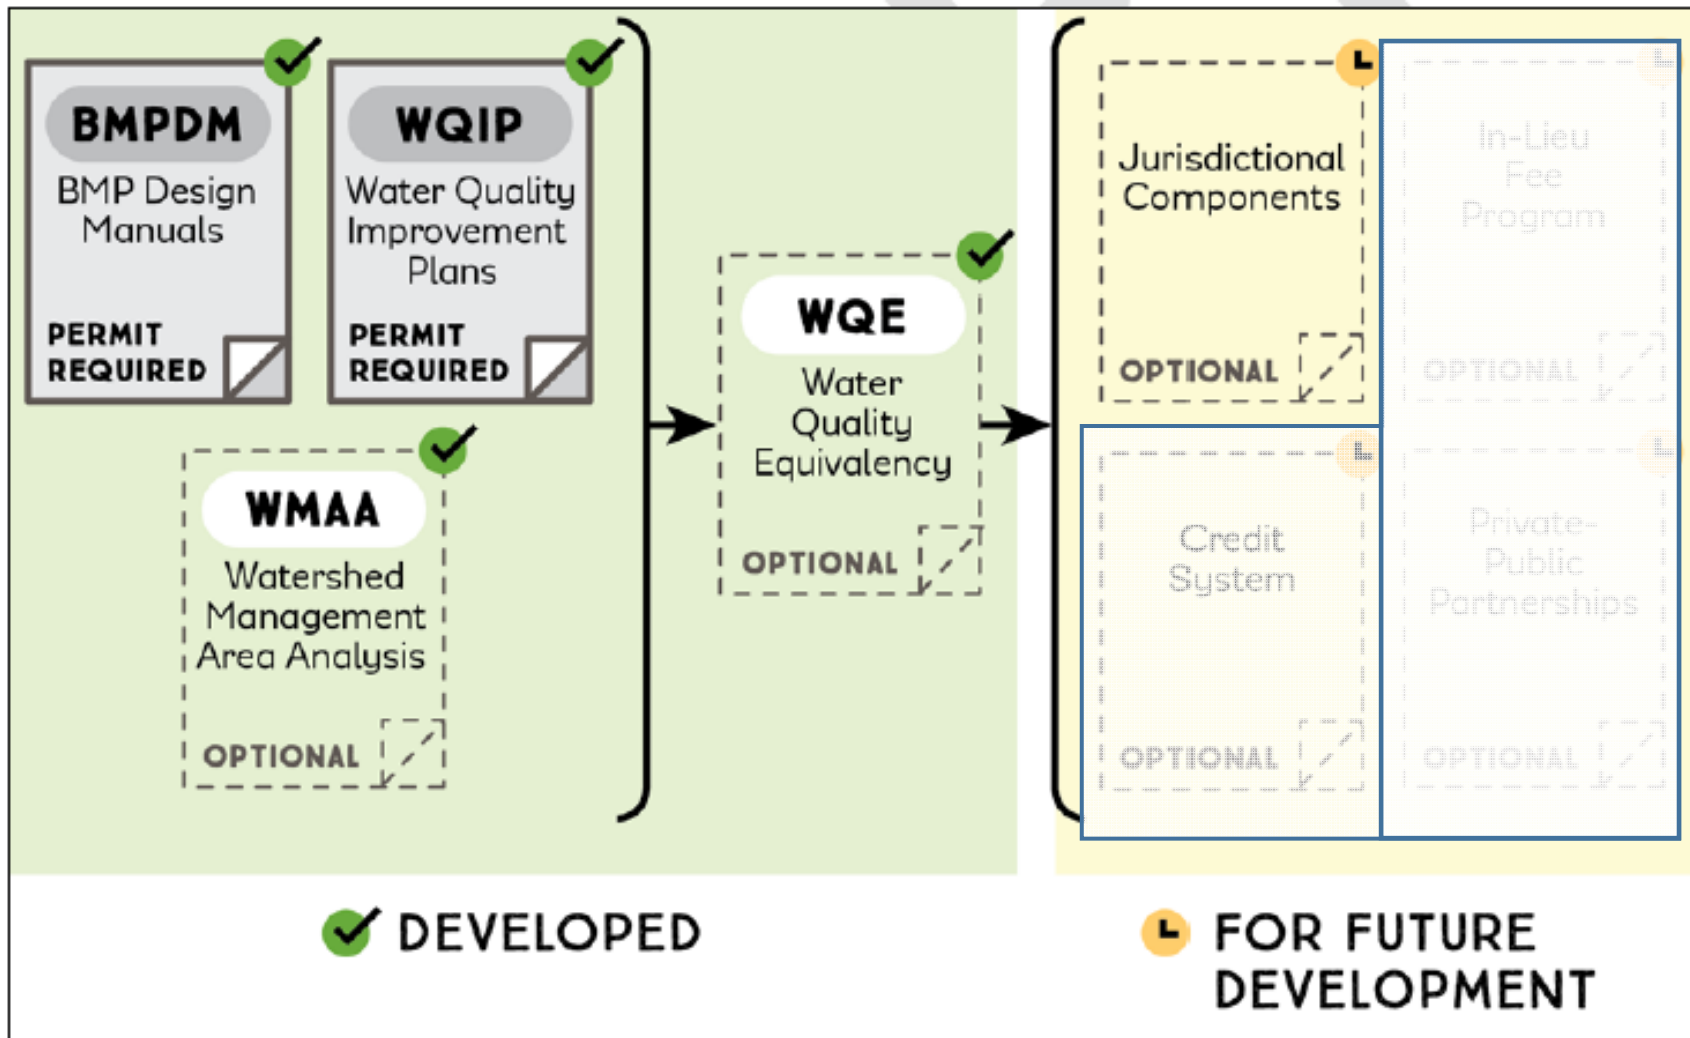 BMPDM
BMP Design
Manuals
PERMIT
REQUIRED
WQIP
Water Quality
Improvement
Plans
PERMIT
REQUIRED
WMAA
Watershed
Management
Area Analysis
OPTIONAL
WQE
Water
Quality
Equivalency
OPTIONAL
Jurisdictional
Components
OPTIONAL
In-Lieu
Fee
Program
OPTIONAL
Credit
System
OPTIONAL
Private-
Public
Partnerships
OPTIONAL
DEVELOPED
FOR FUTURE
DEVELOPMENT